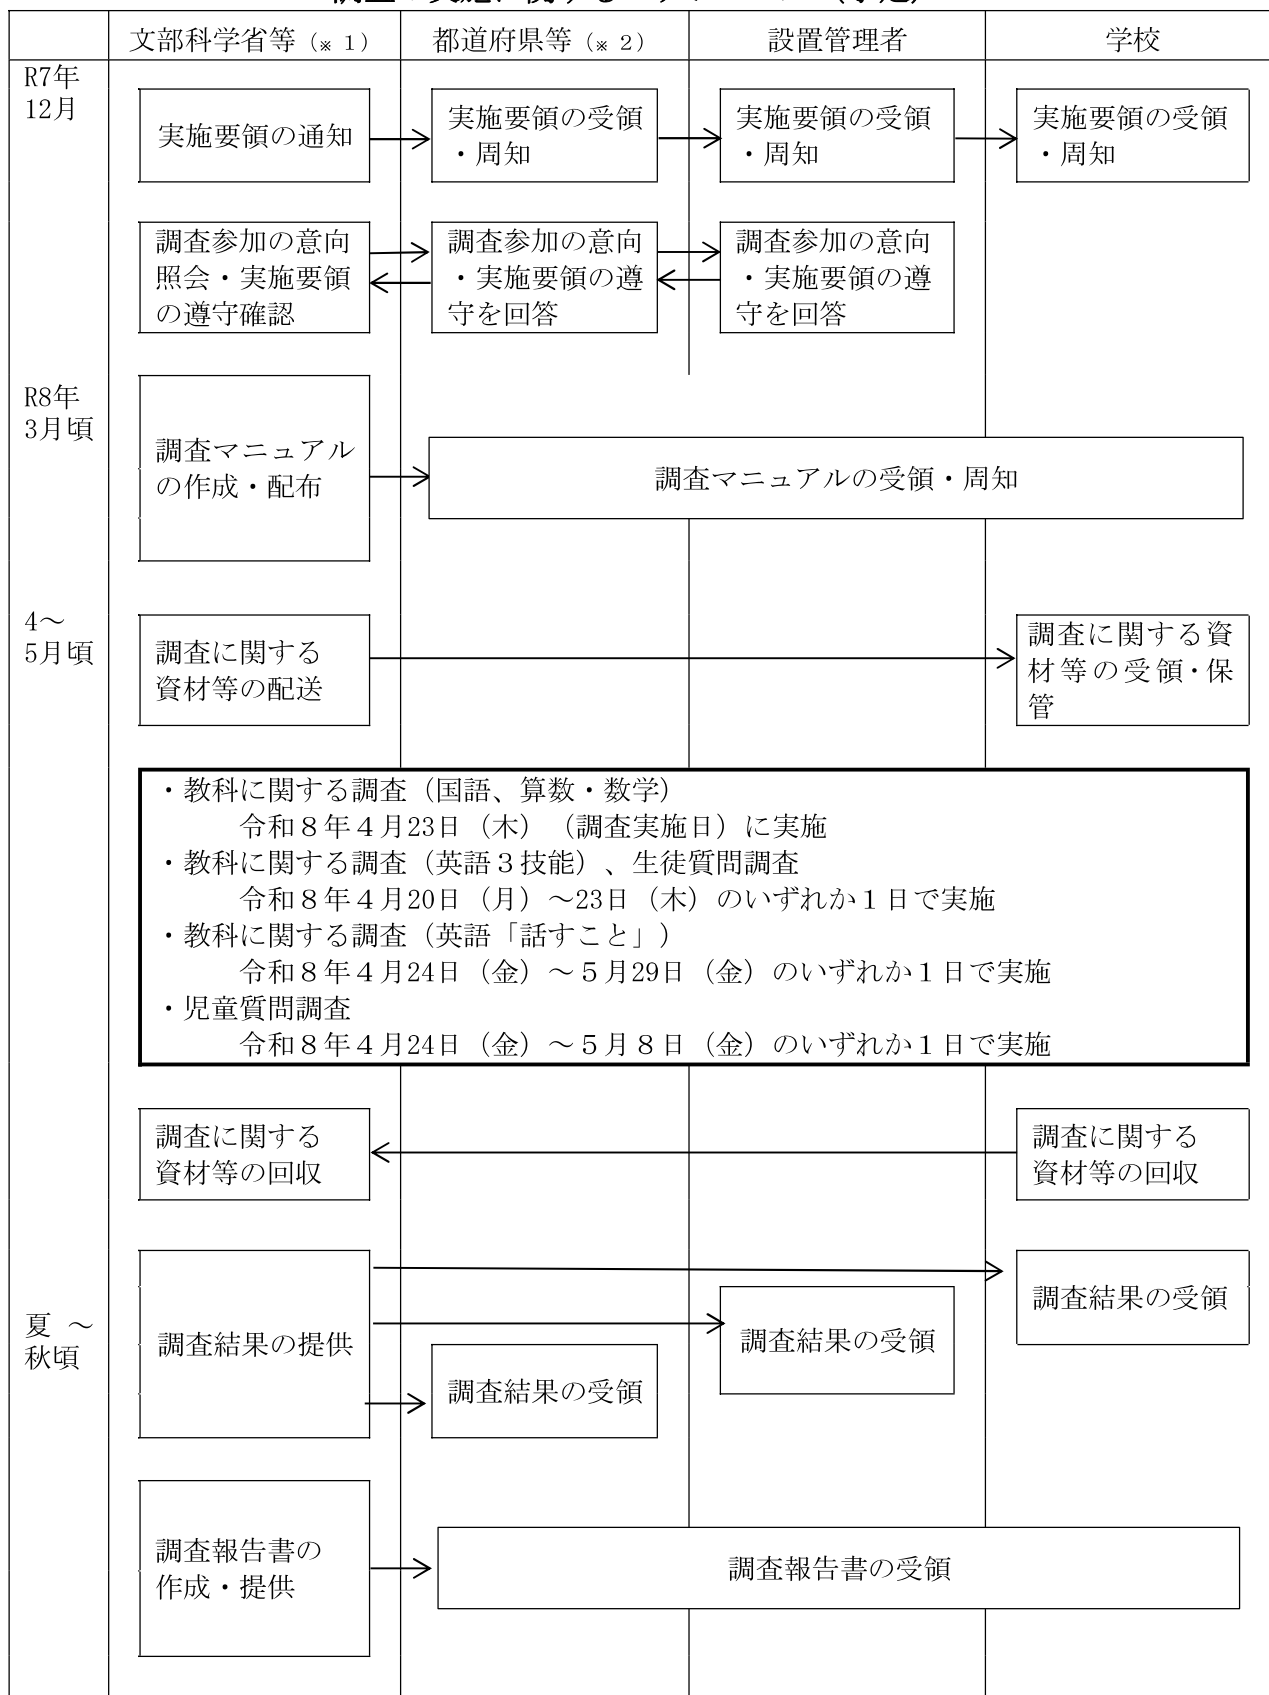 文部科学省等（※１）
都道府県等（※２）
設置管理者
学校
R7年
12月
実施要領の通知
実施要領の受領
・周知
実施要領の受領
・周知
実施要領の受領
・周知
調査参加の意向
照会・実施要領
の遵守確認
調査参加の意向
・実施要領の遵
守を回答
調査参加の意向
・実施要領の遵
守を回答
R8年
3月頃
調査マニュアル
の作成・配布
調査マニュアルの受領・周知
4～
5月頃
調査に関する
資材等の配送
調査に関する資
材等の受領・保
管
・教科に関する調査（国語、算数・数学）
令和８年４月23日（木）（調査実施日）に実施
・教科に関する調査（英語３技能）、生徒質問調査
令和８年４月20日（月）～23日（木）のいずれか１日で実施
・教科に関する調査（英語「話すこと」）
令和８年４月24日（金）～５月29日（金）のいずれか１日で実施
・児童質問調査
令和８年４月24日（金）～５月８日（金）のいずれか１日で実施
調査に関する
資材等の回収
調査に関する
資材等の回収
夏 ～
秋頃
調査結果の提供
調査結果の受領
調査結果の受領
調査結果の受領
調査報告書の
作成・提供
調査報告書の受領